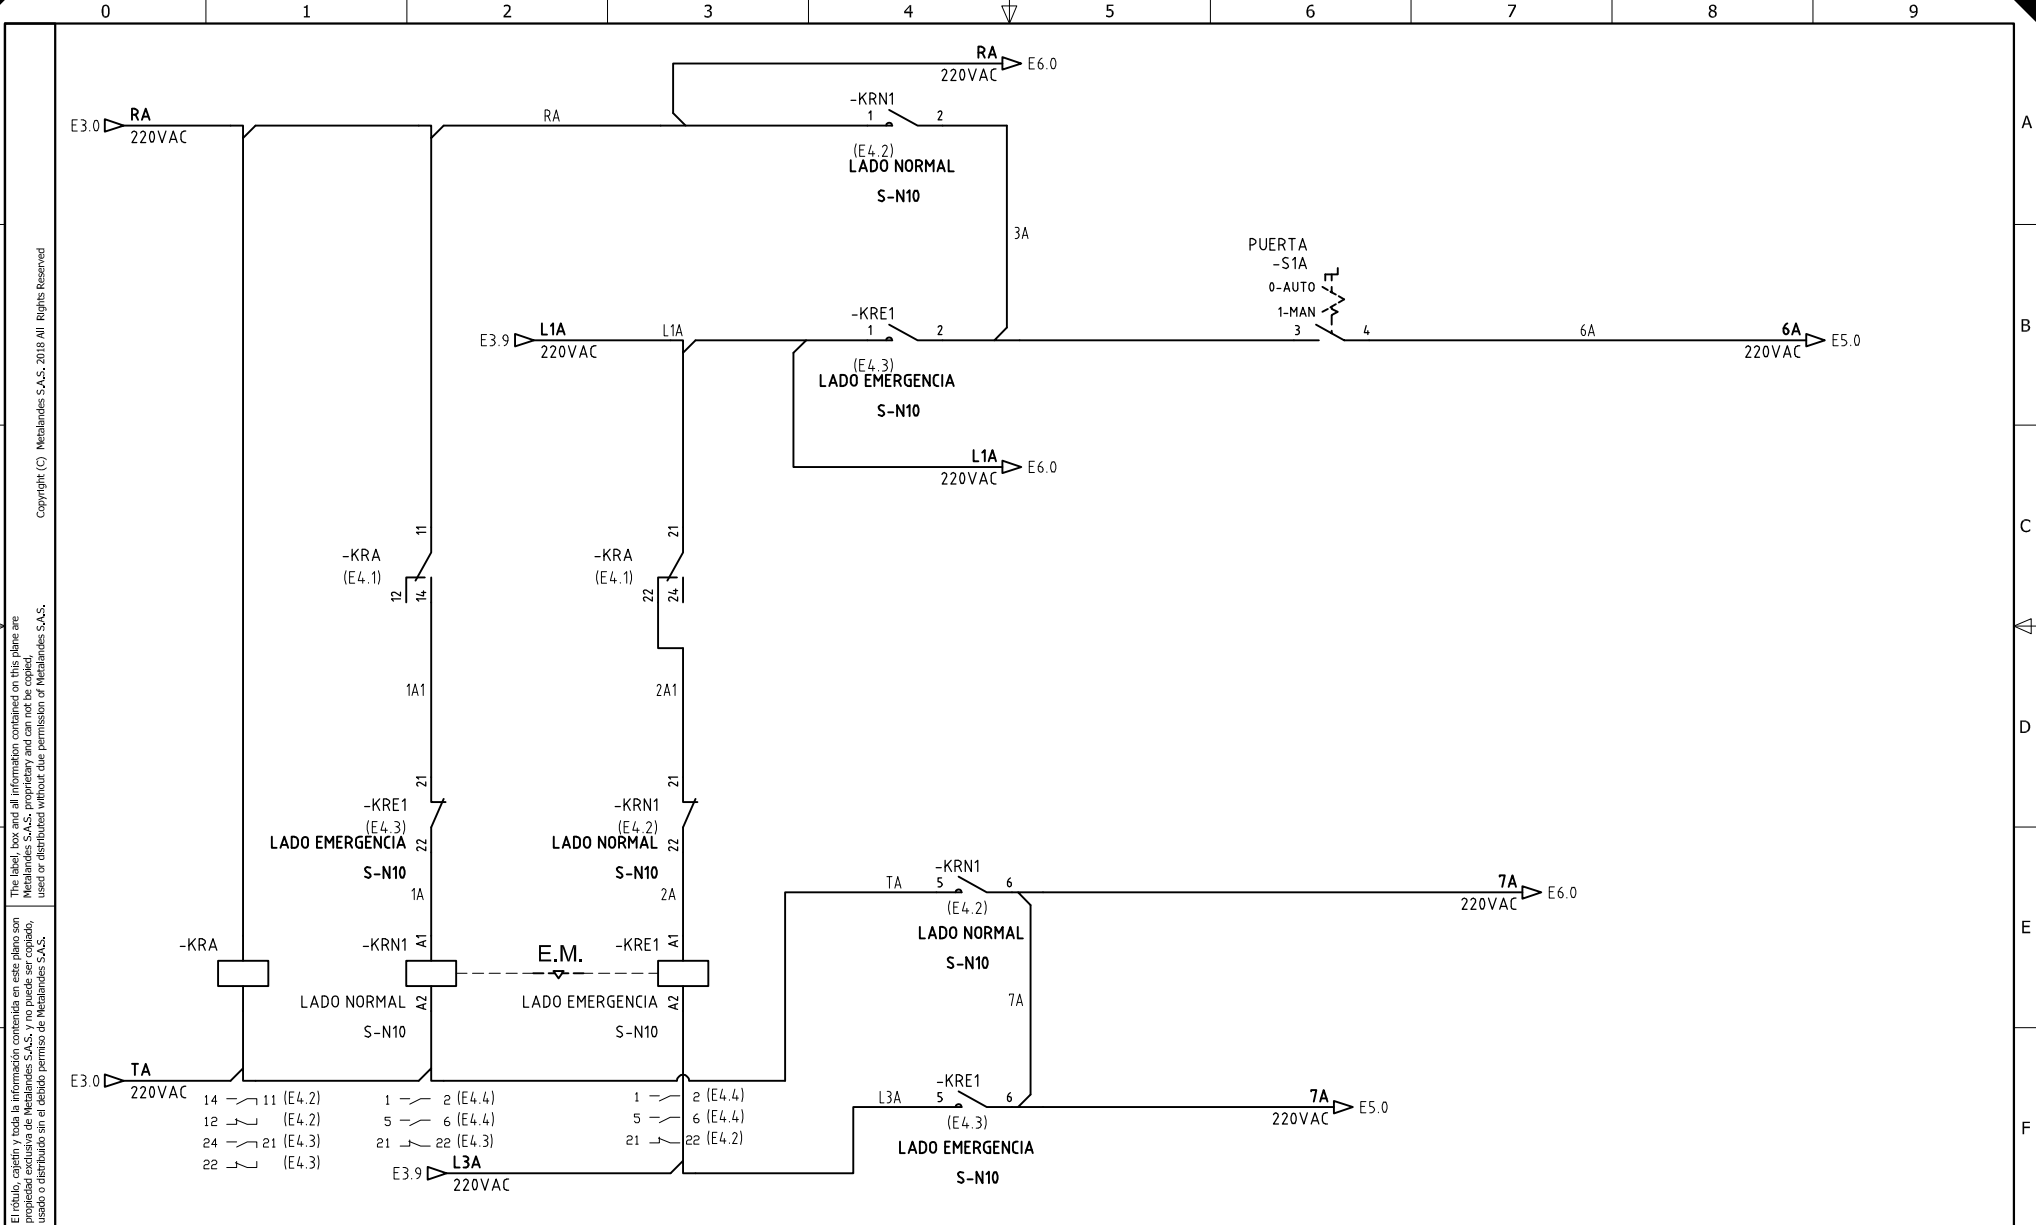 0 1 2 3 4 5 6 7 8 9
A
B
C
D
E
F
Copyright (C) Metalandes S.A.S. 2018 All Rights Reserved
The label, box and all information contained on this plane are
Metalandes S.A.S. proprietary and can not be copied,
used or distributed without due permission of Metalandes S.A.S.
El rótulo, cajetín y toda la información contenida en este plano son
propiedad exclusiva de Metalandes S.A.S. y no puede ser copiado,
usado o distribuido sin el debido permiso de Metalandes S.A.S.
RA
220VAC
E6.0
E3.0
RA
220VAC
RA
-KRN1
1 2
(E4.2)
LADO NORMAL
S-N10
3A
PUERTA
-S1A
0-AUTO
1-MAN
3 4
6A
6A
220VAC
E5.0
E3.9
L1A
220VAC
L1A
-KRE1
1 2
(E4.3)
LADO EMERGENCIA
S-N10
L1A
220VAC
E6.0
11
-KRA
(E4.1)
12
14
21
-KRA
(E4.1)
22
24
1A1
2A1
21
-KRE1
(E4.3)
LADO EMERGENCIA
22
S-N10
1A
21
-KRN1
(E4.2)
LADO NORMAL
22
S-N10
2A
-KRA
-KRN1
A1
LADO NORMAL
A2
S-N10
E.M.
-KRE1
A1
LADO EMERGENCIA
A2
S-N10
TA
-KRN1
5 6
(E4.2)
LADO NORMAL
S-N10
7A
220VAC
E6.0
7A
L3A
-KRE1
5 6
(E4.3)
LADO EMERGENCIA
S-N10
7A
220VAC
E5.0
E3.0
TA
220VAC
14 11 (E4.2)
12 (E4.2)
24 21 (E4.3)
22 (E4.3)
1 2 (E4.4)
5 6 (E4.4)
21 22 (E4.3)
1 2 (E4.4)
5 6 (E4.4)
21 22 (E4.2)
E3.9
L3A
220VAC